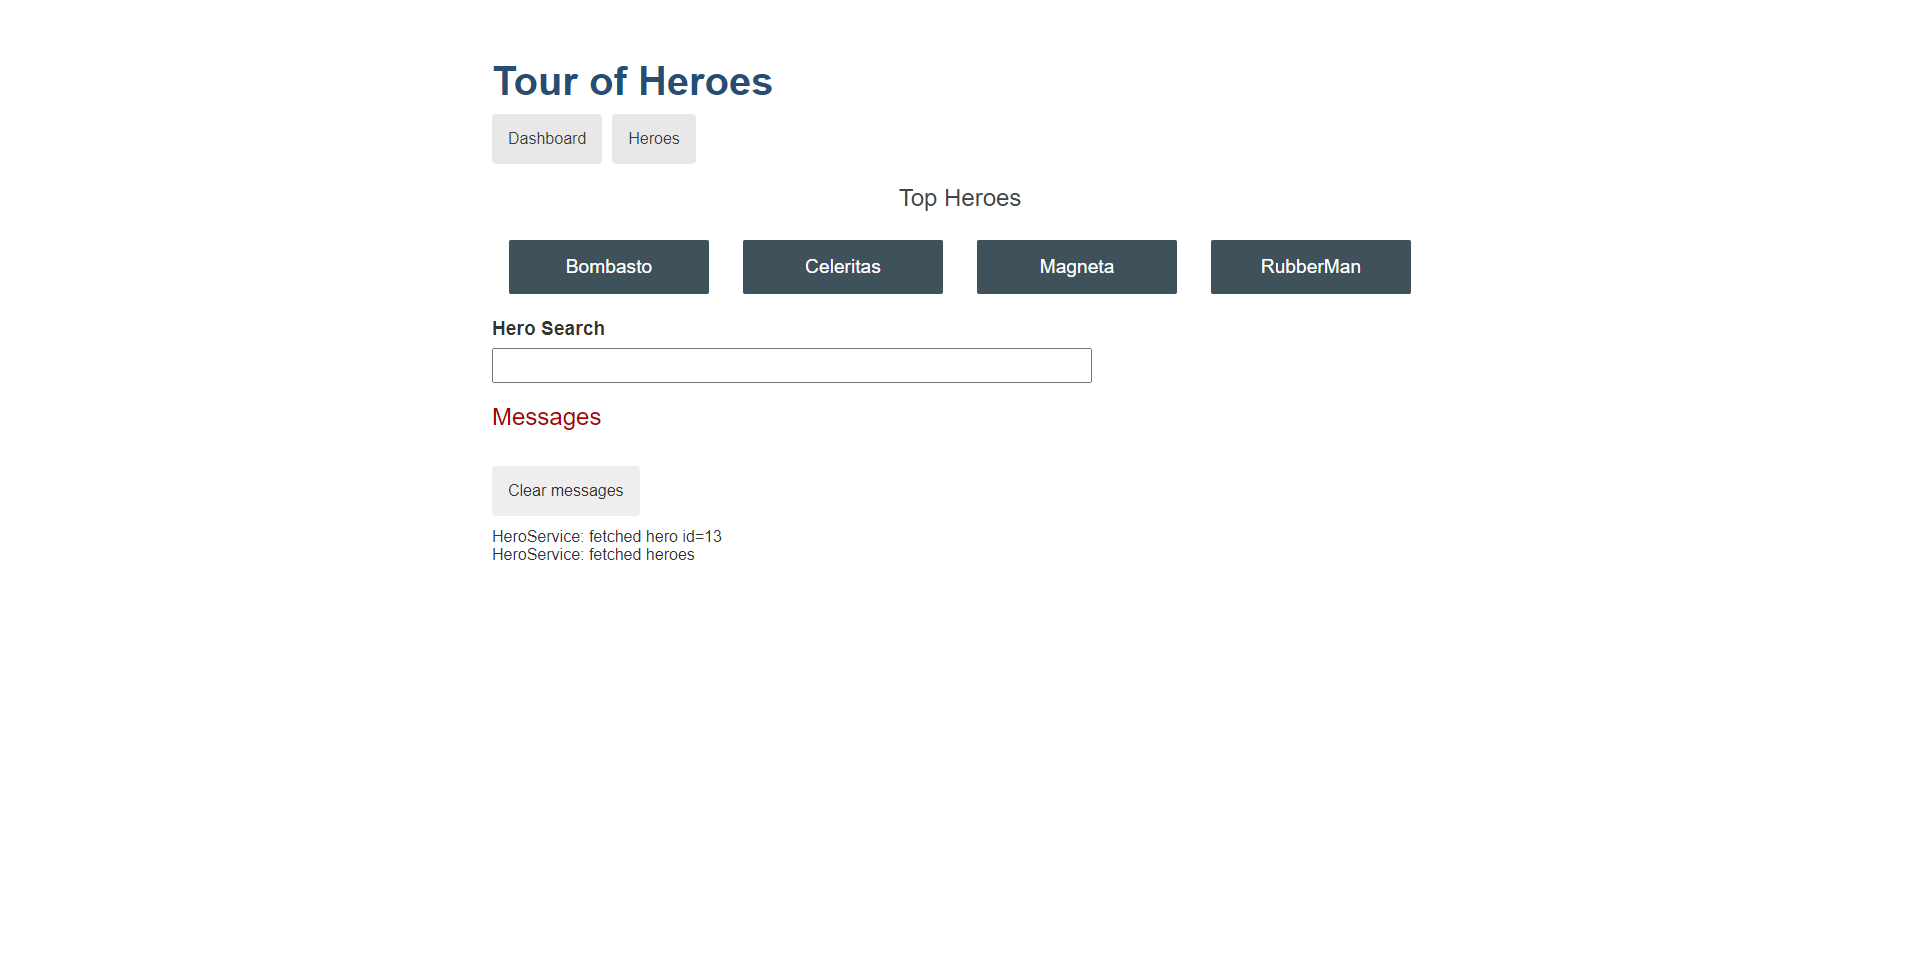 Tour of Heroes
Dashboard Heroes
Top Heroes
Bombasto Celeritas Magneta RubberMan
Hero Search
Messages
Clear messages
HeroService: fetched hero id=13
HeroService: fetched heroes